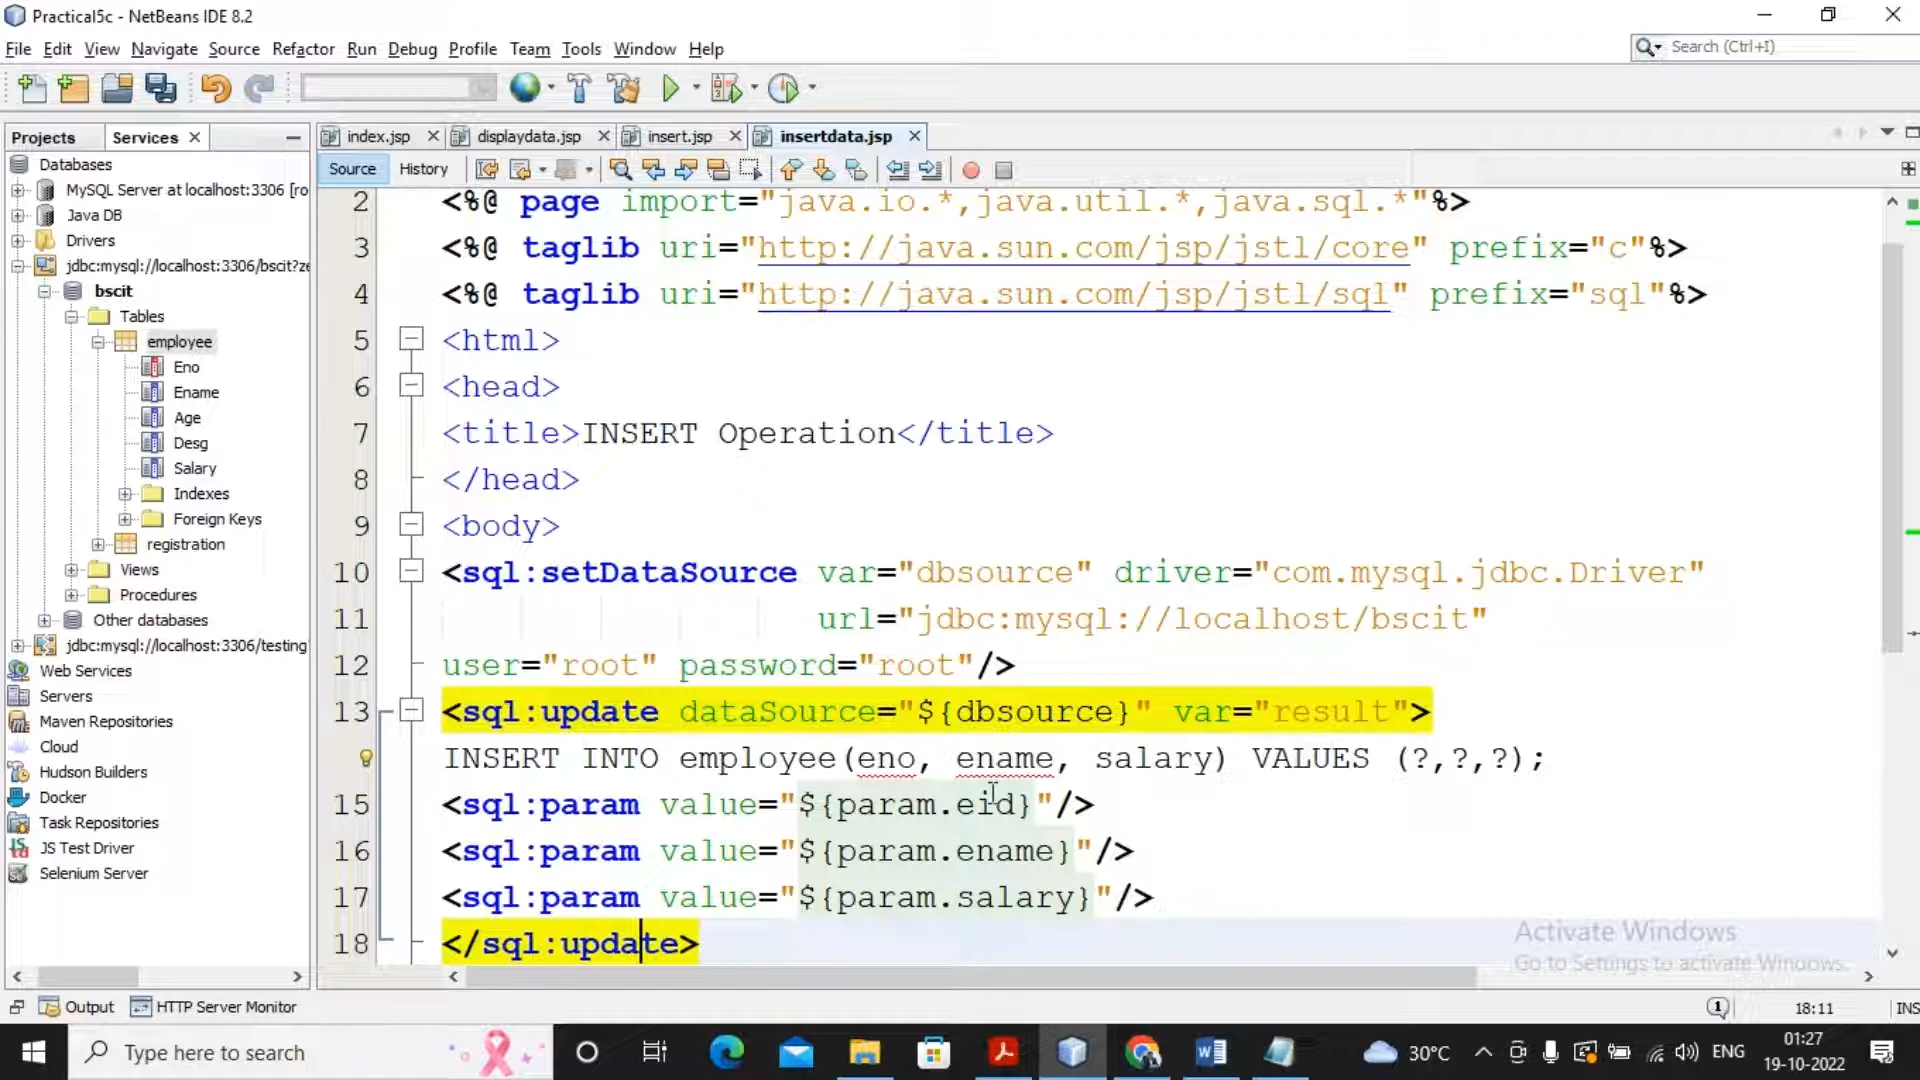 Practical5c - NetBeans IDE 8.2
File Edit View Navigate Source Refactor Run Debug Profile Team Tools Window Help
Search (Ctrl+I)
Projects Services
index.jsp displaydata.jsp insert.jsp insertdata.jsp
Source History
Databases
MySQL Server at localhost:3306 [ro
Java DB
Drivers
jdbc:mysql://localhost:3306/bscit?ze
bscit
Tables
employee
Eno
Ename
Age
Desg
Salary
Indexes
Foreign Keys
registration
Views
Procedures
Other databases
jdbc:mysql://localhost:3306/testing
Web Services
Servers
Maven Repositories
Cloud
Hudson Builders
Docker
Task Repositories
JS Test Driver
Selenium Server
2 <%@ page import="java.io.*,java.util.*,java.sql.*"%>
3 <%@ taglib uri="http://java.sun.com/jsp/jstl/core" prefix="c"%>
4 <%@ taglib uri="http://java.sun.com/jsp/jstl/sql" prefix="sql"%>
5 <html>
6 <head>
7 <title>INSERT Operation</title>
8 </head>
9 <body>
10 <sql:setDataSource var="dbsource" driver="com.mysql.jdbc.Driver"
11 url="jdbc:mysql://localhost/bscit"
12 user="root" password="root"/>
13 <sql:update dataSource="${dbsource}" var="result">
INSERT INTO employee(eno, ename, salary) VALUES (?,?,?);
15 <sql:param value="${param.eid}"/>
16 <sql:param value="${param.ename}"/>
17 <sql:param value="${param.salary}"/>
18 </sql:update>
Activate Windows
Go to Settings to activate Windows.
Output HTTP Server Monitor
1 18:11 INS
Type here to search
30°C ENG
01:27
19-10-2022